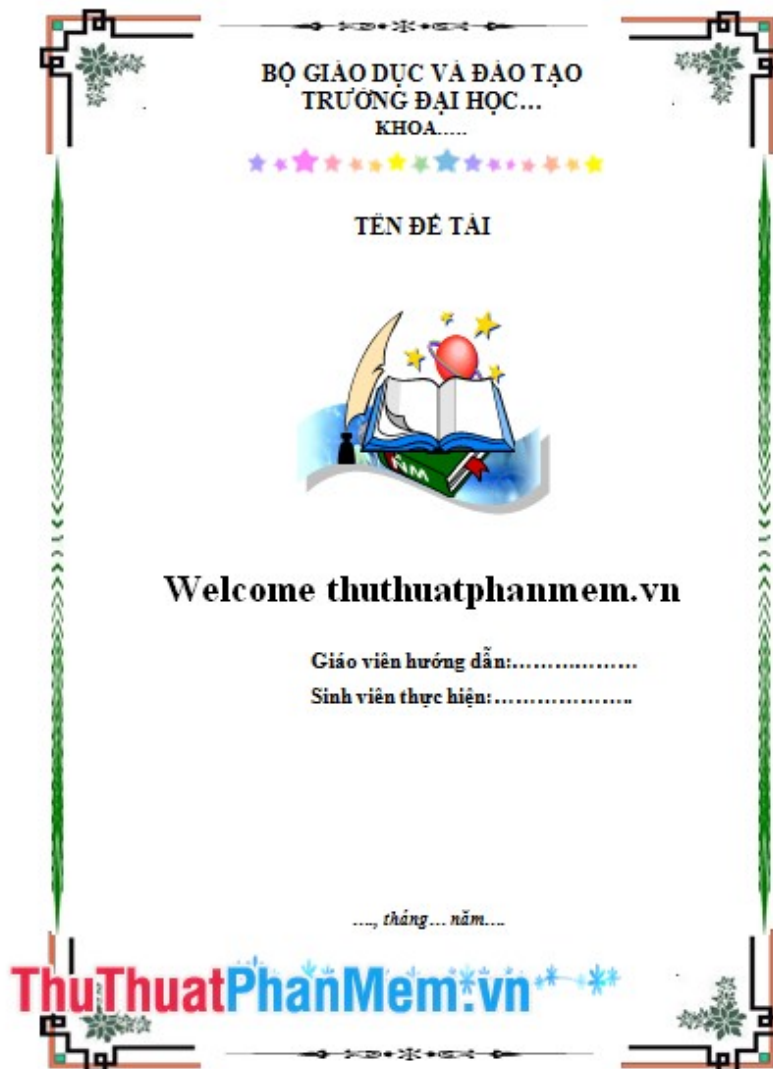 BỘ GIÁO DỤC VÀ ĐÀO TẠO
TRƯỜNG ĐẠI HỌC...
KHOA.....
TÊN ĐỀ TÀI
NM
Welcome thuthuatphanmem.vn
Giáo viên hướng dẫn:...................
Sinh viên thực hiện:....................
...., tháng... năm....
ThuThuatPhanMem.vn